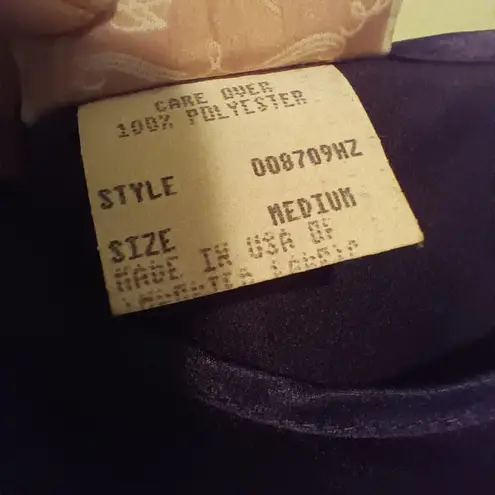 CARE OVER
100% POLYESTER
STYLE 008709HZ
SIZE MEDIUM
MADE IN USA OF